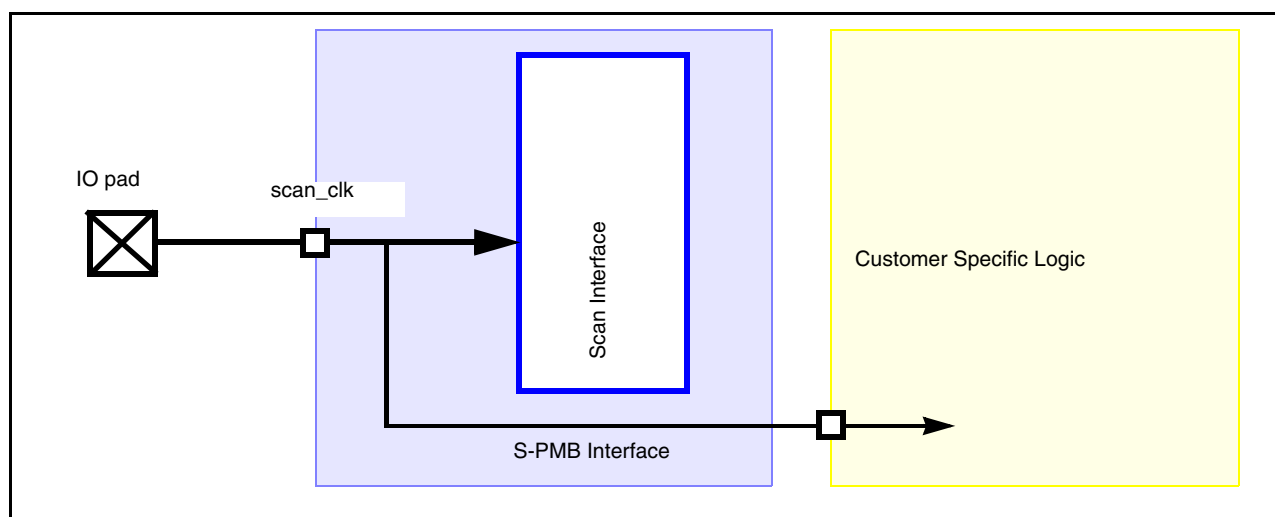 IO pad
scan_clk
Scan Interface
Customer Specific Logic
S-PMB Interface